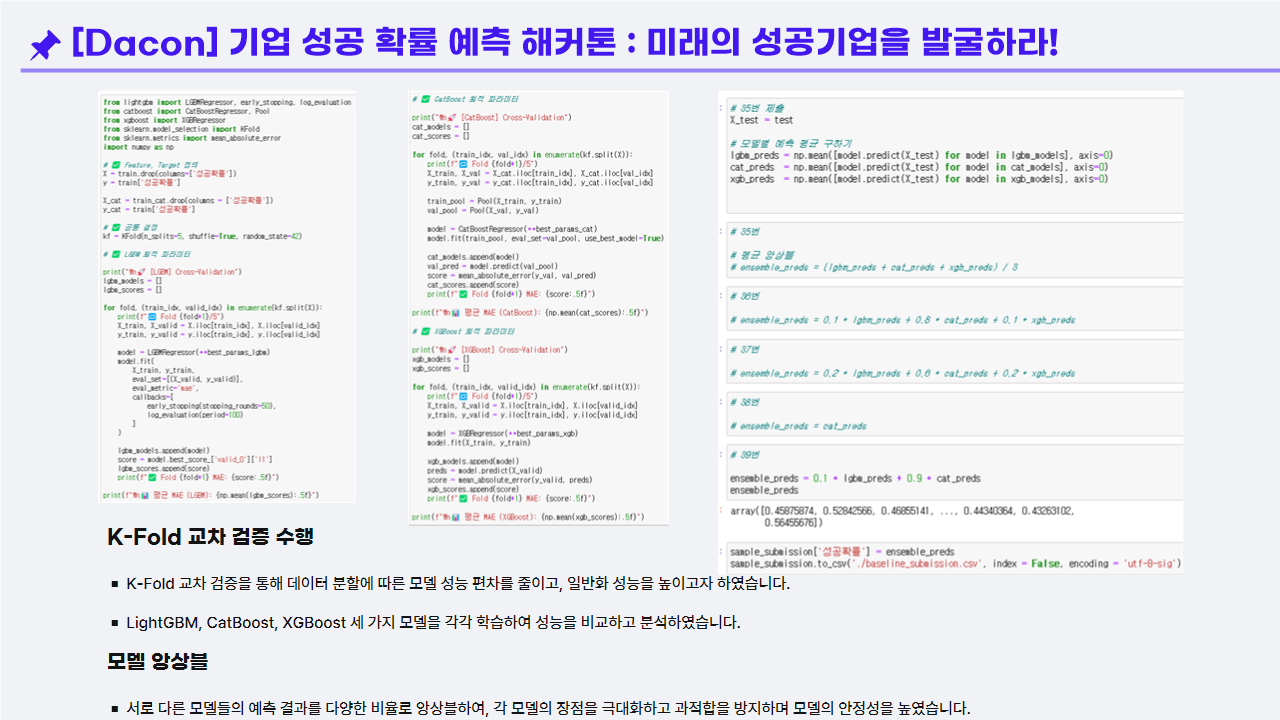 [Dacon] 기업 성공 확률 예측 해커톤 : 미래의 성공기업을 발굴하라!
from lightgbm import LGBMRegressor, early_stopping, log_evaluation
from catboost import CatBoostRegressor, Pool
from xgboost import XGBRegressor
from sklearn.model_selection import KFold
from sklearn.metrics import mean_absolute_error
import numpy as np
# ✅ Feature, Target 정의
X = train.drop(columns=['성공확률'])
y = train['성공확률']
X_cat = train_cat.drop(columns = ['성공확률'])
y_cat = train['성공확률']
# ✅ 공통 설정
kf = KFold(n_splits=5, shuffle=True, random_state=42)
# ✅ LGBM 최적 파라미터
print("🚀 [LGBM] Cross-Validation")
lgbm_models = []
lgbm_scores = []
for fold, (train_idx, valid_idx) in enumerate(kf.split(X)):
print(f" Fold {fold+1}/5")
X_train, X_valid = X.iloc[train_idx], X.iloc[valid_idx]
y_train, y_valid = y.iloc[train_idx], y.iloc[valid_idx]
model = LGBMRegressor(**best_params_lgbm)
model.fit(
X_train, y_train,
eval_set=[(X_valid, y_valid)],
eval_metric='mae',
callbacks=[
early_stopping(stopping_rounds=50),
log_evaluation(period=100)
]
)
lgbm_models.append(model)
score = model.best_score_['valid_0']['l1']
lgbm_scores.append(score)
print(f"✅ Fold {fold+1} MAE: {score:.5f}")
print(f"📊 평균 MAE (LGBM): {np.mean(lgbm_scores):.5f}")
# ✅ CatBoost 최적 파라미터
print("🚀 [CatBoost] Cross-Validation")
cat_models = []
cat_scores = []
for fold, (train_idx, val_idx) in enumerate(kf.split(X)):
print(f" Fold {fold+1}/5")
X_train, X_val = X_cat.iloc[train_idx], X_cat.iloc[val_idx]
y_train, y_val = y_cat.iloc[train_idx], y_cat.iloc[val_idx]
train_pool = Pool(X_train, y_train)
val_pool = Pool(X_val, y_val)
model = CatBoostRegressor(**best_params_cat)
model.fit(train_pool, eval_set=val_pool, use_best_model=True)
cat_models.append(model)
val_pred = model.predict(val_pool)
score = mean_absolute_error(y_val, val_pred)
cat_scores.append(score)
print(f"✅ Fold {fold+1} MAE: {score:.5f}")
print(f"📊 평균 MAE (CatBoost): {np.mean(cat_scores):.5f}")
# ✅ XGBoost 최적 파라미터
print("🚀 [XGBoost] Cross-Validation")
xgb_models = []
xgb_scores = []
for fold, (train_idx, valid_idx) in enumerate(kf.split(X)):
print(f" Fold {fold+1}/5")
X_train, X_valid = X.iloc[train_idx], X.iloc[valid_idx]
y_train, y_valid = y.iloc[train_idx], y.iloc[valid_idx]
model = XGBRegressor(**best_params_xgb)
model.fit(X_train, y_train)
xgb_models.append(model)
preds = model.predict(X_valid)
score = mean_absolute_error(y_valid, preds)
xgb_scores.append(score)
print(f"✅ Fold {fold+1} MAE: {score:.5f}")
print(f"📊 평균 MAE (XGBoost): {np.mean(xgb_scores):.5f}")
# 35번 제출
X_test = test
# 모델별 예측 평균 구하기
lgbm_preds = np.mean([model.predict(X_test) for model in lgbm_models], axis=0)
cat_preds = np.mean([model.predict(X_test) for model in cat_models], axis=0)
xgb_preds = np.mean([model.predict(X_test) for model in xgb_models], axis=0)
# 35번
# 평균 앙상블
# ensemble_preds = (lgbm_preds + cat_preds + xgb_preds) / 3
# 36번
# ensemble_preds = 0.1 * lgbm_preds + 0.8 * cat_preds + 0.1 * xgb_preds
# 37번
# ensemble_preds = 0.2 * lgbm_preds + 0.6 * cat_preds + 0.2 * xgb_preds
# 38번
# ensemble_preds = cat_preds
# 39번
ensemble_preds = 0.1 * lgbm_preds + 0.9 * cat_preds
ensemble_preds
array([0.45875874, 0.52842566, 0.46855141, ..., 0.44340364, 0.43263102,
0.56455676])
sample_submission['성공확률'] = ensemble_preds
sample_submission.to_csv('./baseline_submission.csv', index = False, encoding = 'utf-8-sig')
K-Fold 교차 검증 수행
▪ K-Fold 교차 검증을 통해 데이터 분할에 따른 모델 성능 편차를 줄이고, 일반화 성능을 높이고자 하였습니다.
▪ LightGBM, CatBoost, XGBoost 세 가지 모델을 각각 학습하여 성능을 비교하고 분석하였습니다.
모델 앙상블
▪ 서로 다른 모델들의 예측 결과를 다양한 비율로 앙상블하여, 각 모델의 장점을 극대화하고 과적합을 방지하며 모델의 안정성을 높였습니다.